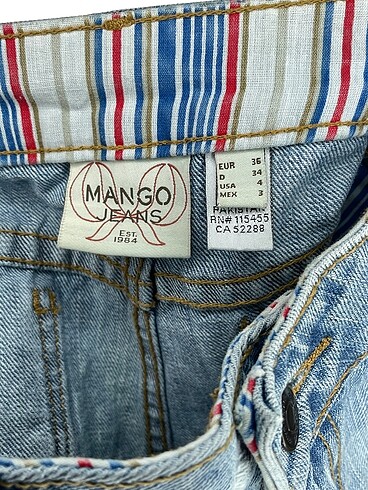 MANGO
JEANS
EST.
1984
EUR 36
D 34
USA 4
MEX 3
PAKISTAN
RN# 115455
CA 52288